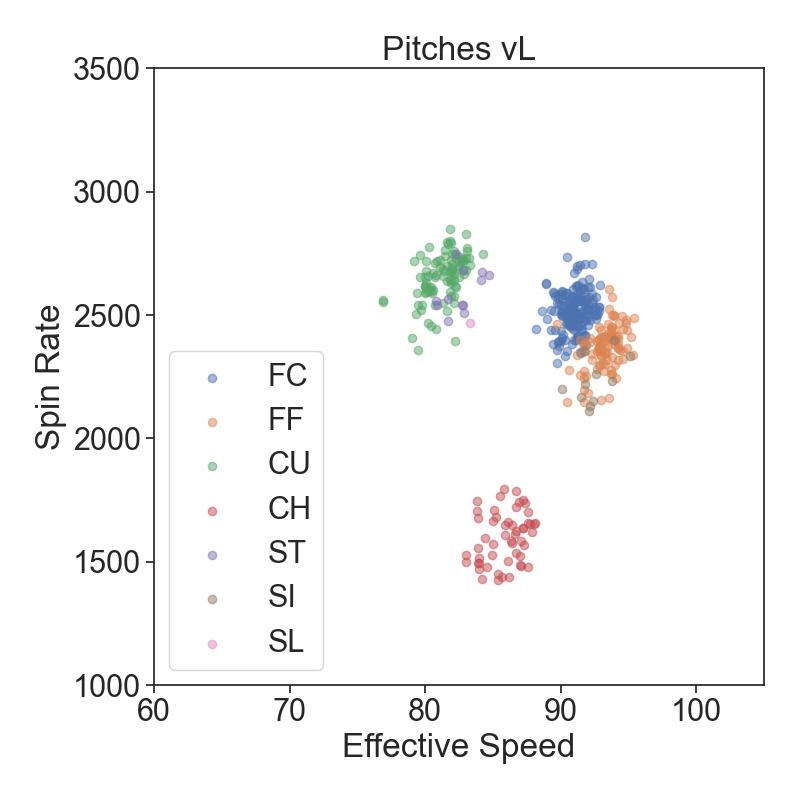 Pitches vL
3500
3000
2500
2000
1500
1000
Spin Rate
FC
FF
CU
CH
ST
SI
SL
60 70 80 90 100
Effective Speed